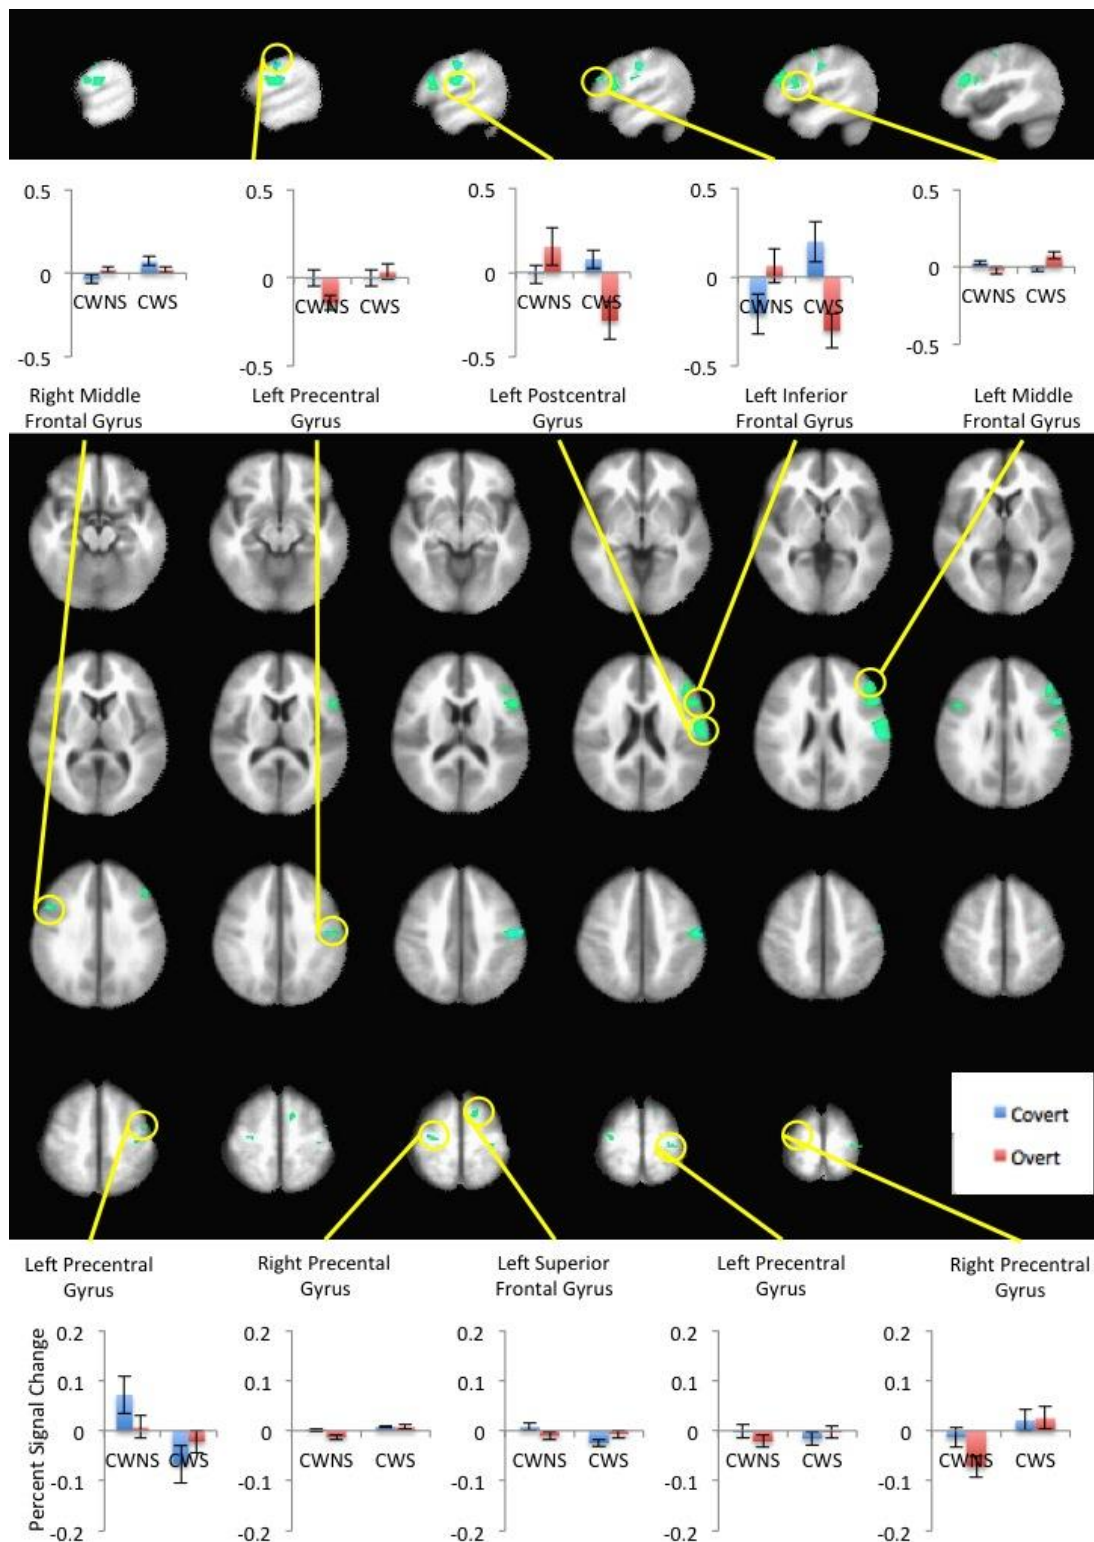 0.5
0
-0.5
CWNS CWS
0.5
0
-0.5
CWNS CWS
0.5
0
-0.5
CWNS CWS
0.5
0
-0.5
CWNS CWS
0.5
0
-0.5
CWNS CWS
Right Middle
Frontal Gyrus
Left Precentral
Gyrus
Left Postcentral
Gyrus
Left Inferior
Frontal Gyrus
Left Middle
Frontal Gyrus
Covert
Overt
Left Precentral
Gyrus
Right Precental
Gyrus
Left Superior
Frontal Gyrus
Left Precentral
Gyrus
Right Precentral
Gyrus
Percent Signal Change
0.2
0.1
0
-0.1
-0.2
CWNS CWS
0.2
0.1
0
-0.1
-0.2
CWNS CWS
0.2
0.1
0
-0.1
-0.2
CWNS CWS
0.2
0.1
0
-0.1
-0.2
CWNS CWS
0.2
0.1
0
-0.1
-0.2
CWNS CWS